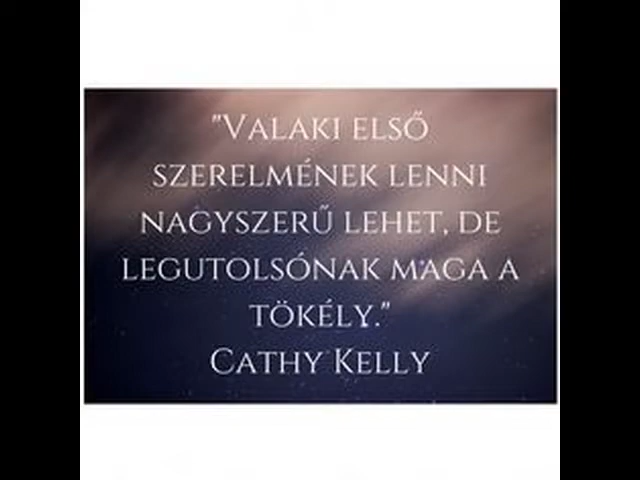 "Valaki első
szerelmének lenni
nagyszerű lehet, de
legutolsónak maga a
tökély."
Cathy Kelly